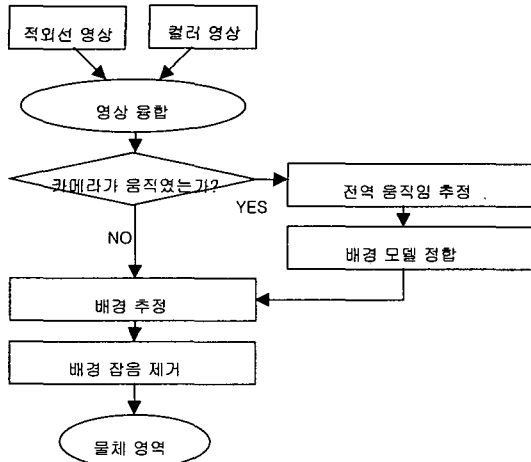 적외선 영상
컬러 영상
영상 융합
카메라가 움직였는가?
YES
전역 움직임 추정
NO
배경 모델 정합
배경 추정
배경 잡음 제거
물체 영역